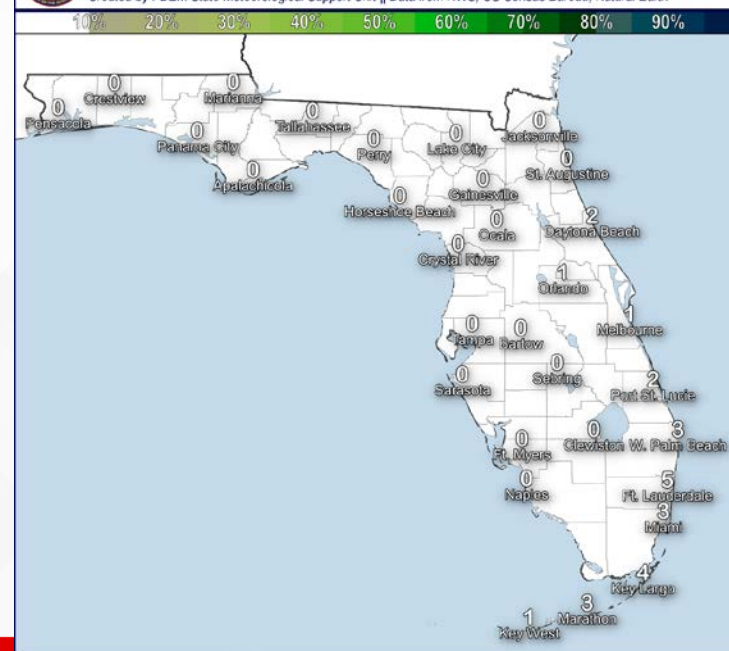 10% 20% 30% 40% 50% 60% 70% 80% 90%
0
Crestview
0
Marianna
0
Pensacola
0
Tallahassee
0
Panama City
0
Perry
0
Lake City
0
Jacksonville
0
St. Augustine
0
Apalachicola
0
Gainesville
0
Horseshoe Beach
0
Ocala
2
Daytona Beach
0
Crystal River
1
Orlando
1
Melbourne
0
Tampa
0
Bartow
0
Sebring
0
Sarasota
2
Port St. Lucie
0
Clewiston
3
W. Palm Beach
0
Ft. Myers
0
Naples
5
Ft. Lauderdale
3
Miami
4
Key Largo
3
Marathon
1
Key West